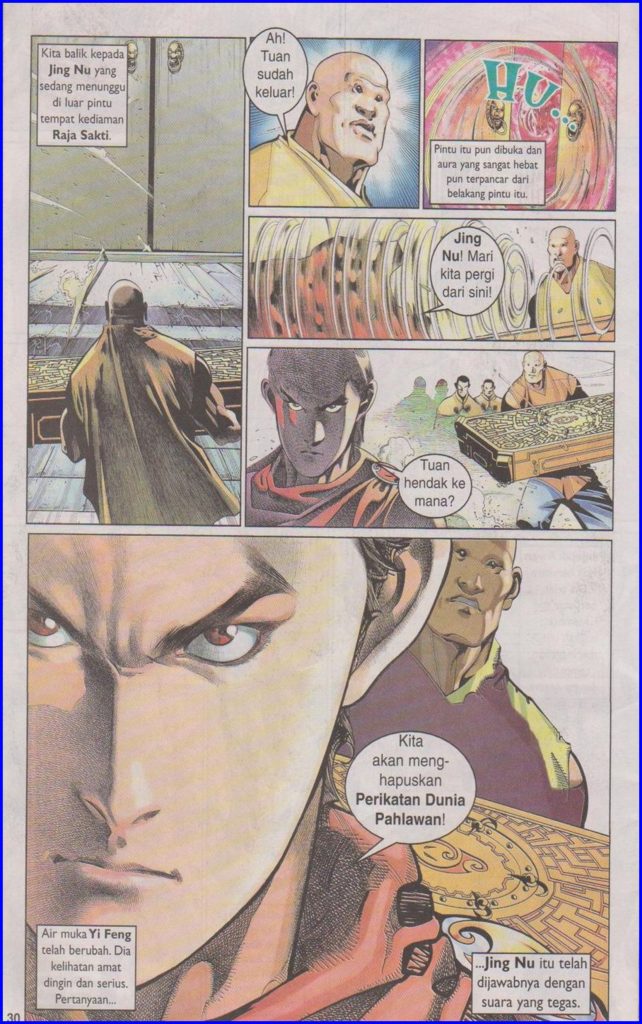 Kita balik kepada
Jing Nu yang
sedang menunggu
di luar pintu
tempat kediaman
Raja Sakti.
Ah!
Tuan
sudah
keluar!
HU...
Pintu itu pun dibuka dan
aura yang sangat hebat
pun terpancar dari
belakang pintu itu.
Jing
Nu! Mari
kita pergi
dari sini!
Tuan
hendak ke
mana?
Kita
akan meng-
hapuskan
Perikatan Dunia
Pahlawan!
Air muka Yi Feng
telah berubah. Dia
kelihatan amat
dingin dan serius.
Pertanyaan...
...Jing Nu itu telah
dijawabnya dengan
suara yang tegas.
30